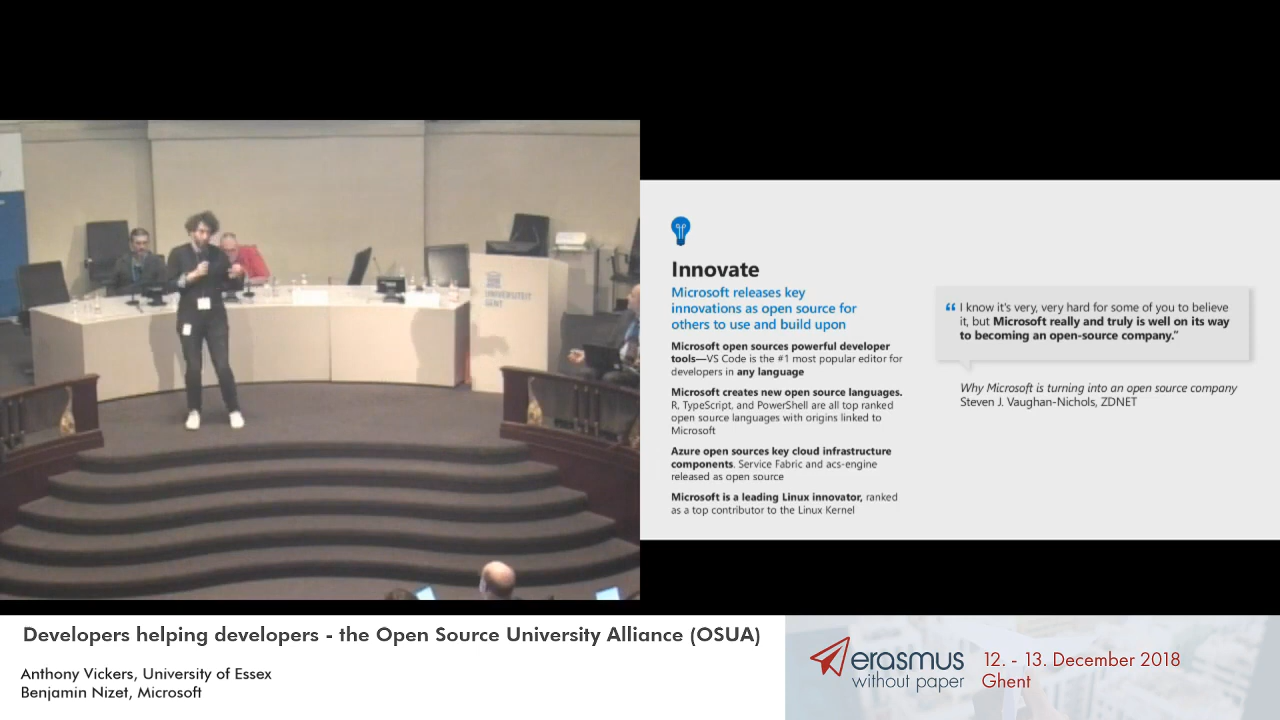 UNIVERSITEIT
GENT
Innovate
Microsoft releases key
innovations as open source for
others to use and build upon
Microsoft open sources powerful developer
tools—VS Code is the #1 most popular editor for
developers in any language
Microsoft creates new open source languages.
R, TypeScript, and PowerShell are all top ranked
open source languages with origins linked to
Microsoft
Azure open sources key cloud infrastructure
components. Service Fabric and acs-engine
released as open source
Microsoft is a leading Linux innovator, ranked
as a top contributor to the Linux Kernel
“ I know it's very, very hard for some of you to believe
it, but Microsoft really and truly is well on its way
to becoming an open-source company.”
Why Microsoft is turning into an open source company
Steven J. Vaughan-Nichols, ZDNET
Developers helping developers - the Open Source University Alliance (OSUA)
Anthony Vickers, University of Essex
Benjamin Nizet, Microsoft
erasmus
without paper
12. - 13. December 2018
Ghent